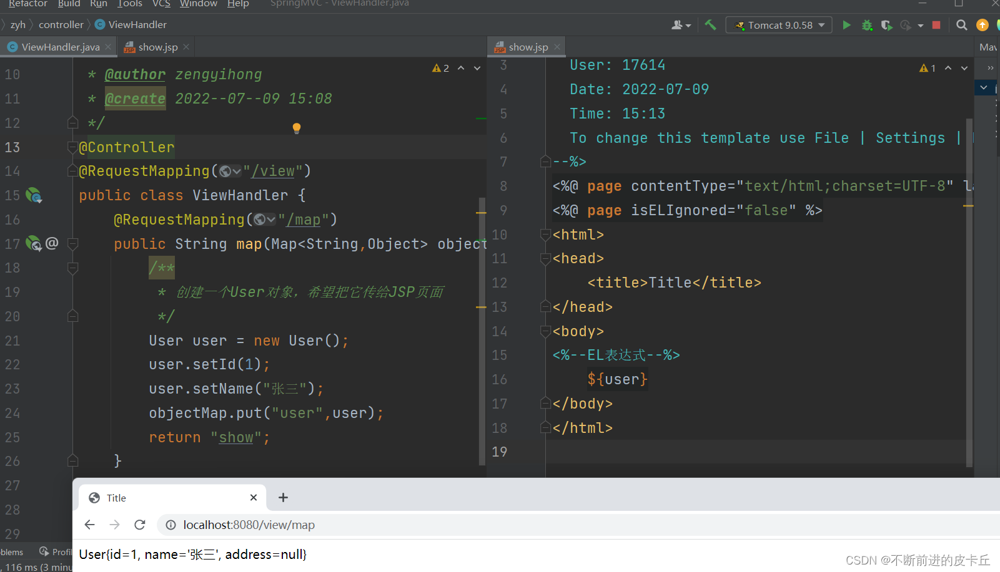 Refactor Build Run Tools VCS Window Help SpringMVC - ViewHandler.java
zyh controller ViewHandler
Tomcat 9.0.58
ViewHandler.java show.jsp
show.jsp
2
1
10 * @author zengyihong
11 * @create 2022--07--09 15:08
12 */
13 @Controller
14 @RequestMapping("/view")
15 public class ViewHandler {
16 @RequestMapping("/map")
17 @ public String map(Map<String,Object> object
18 /**
19 * 创建一个User对象，希望把它传给JSP页面
20 */
21 User user = new User();
22 user.setId(1);
23 user.setName("张三");
24 objectMap.put("user",user);
25 return "show";
26 }
27
28
29
3 User: 17614
4 Date: 2022-07-09
5 Time: 15:13
6 To change this template use File | Settings |
7 --%>
8 <%@ page contentType="text/html;charset=UTF-8" la
9 <%@ page isELIgnored="false" %>
10 <html>
11 <head>
12 <title>Title</title>
13 </head>
14 <body>
15 <%--EL表达式--%>
16 ${user}
17 </body>
18 </html>
19
Mav
oblems Profil
, 116 ms (3 minu
Title
localhost:8080/view/map
User{id=1, name='张三', address=null}
CSDN @不断前进的皮卡丘